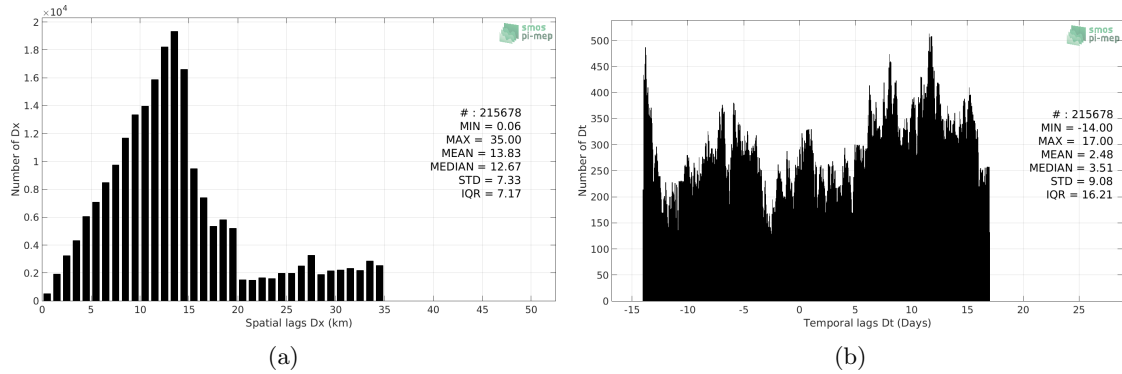 ×10⁴
2
1.8
1.6
1.4
1.2
1
0.8
0.6
0.4
0.2
0
Number of Dx
0 5 10 15 20 25 30 35 40 45 50
Spatial lags Dx (km)
smos
pi-mep
# : 215678
MIN = 0.06
MAX = 35.00
MEAN = 13.83
MEDIAN = 12.67
STD = 7.33
IQR = 7.17
(a)
500
450
400
350
300
250
200
150
100
50
0
Number of Dt
-15 -10 -5 0 5 10 15 20 25
Temporal lags Dt (Days)
smos
pi-mep
# : 215678
MIN = -14.00
MAX = 17.00
MEAN = 2.48
MEDIAN = 3.51
STD = 9.08
IQR = 16.21
(b)